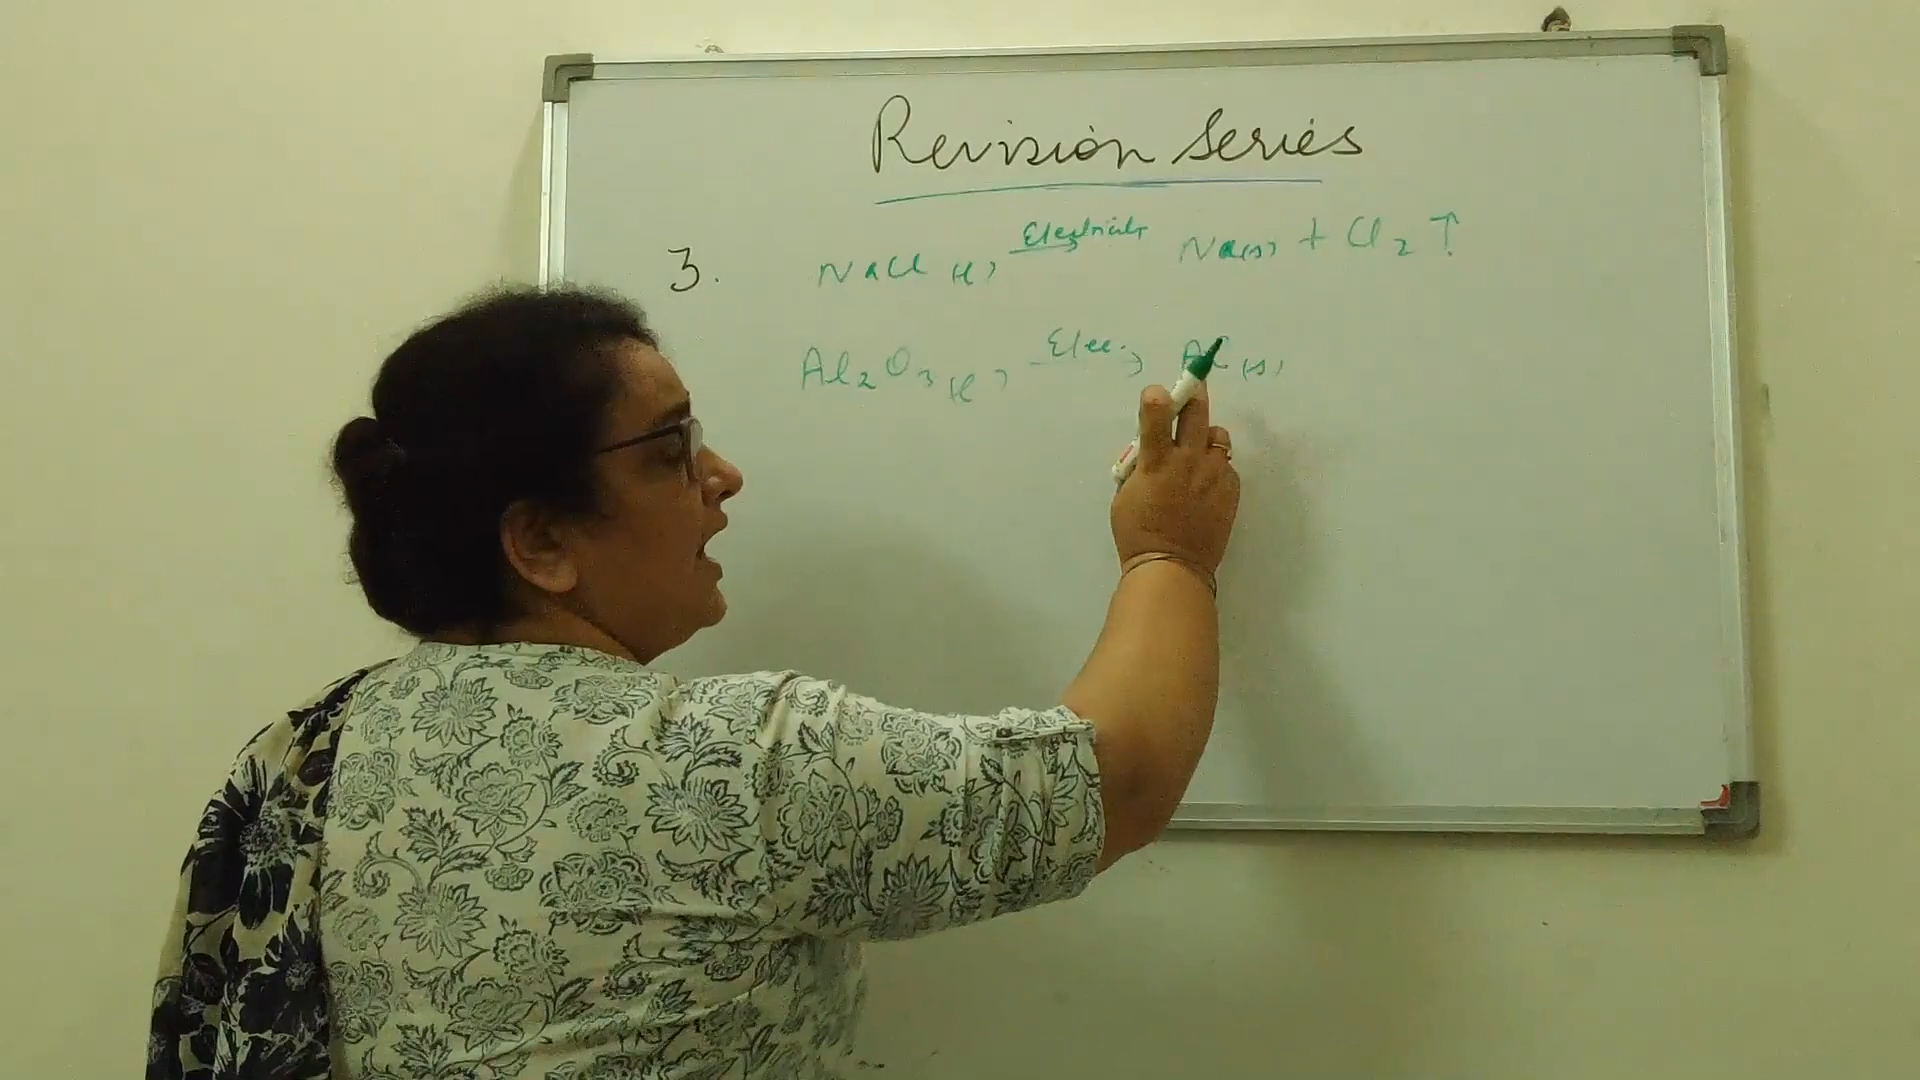 Revision Series
3. NaCl (l) Electricity Na(s) + Cl2 ↑
Al2O3 (l) Elec. → Al (s)